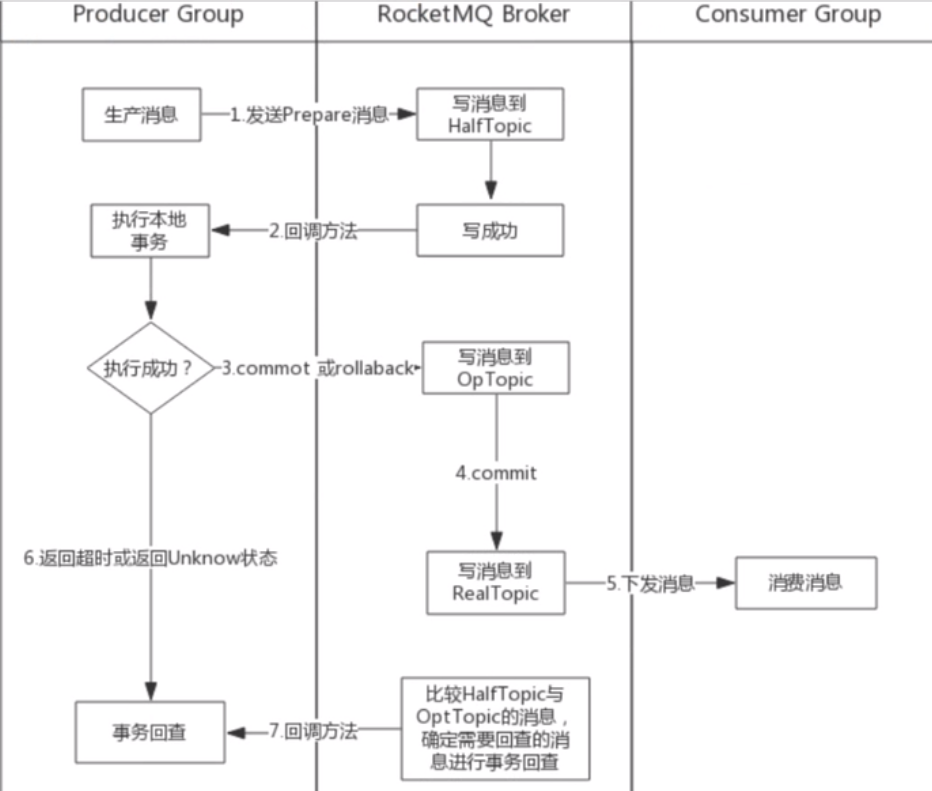 Producer Group
RocketMQ Broker
Consumer Group
生产消息
1.发送Prepare消息
写消息到
HalfTopic
执行本地
事务
2.回调方法
写成功
执行成功？
3.commot 或rollaback
写消息到
OpTopic
4.commit
6.返回超时或返回Unknow状态
写消息到
RealTopic
5.下发消息
消费消息
事务回查
7.回调方法
比较HalfTopic与
OptTopic的消息，
确定需要回查的消
息进行事务回查